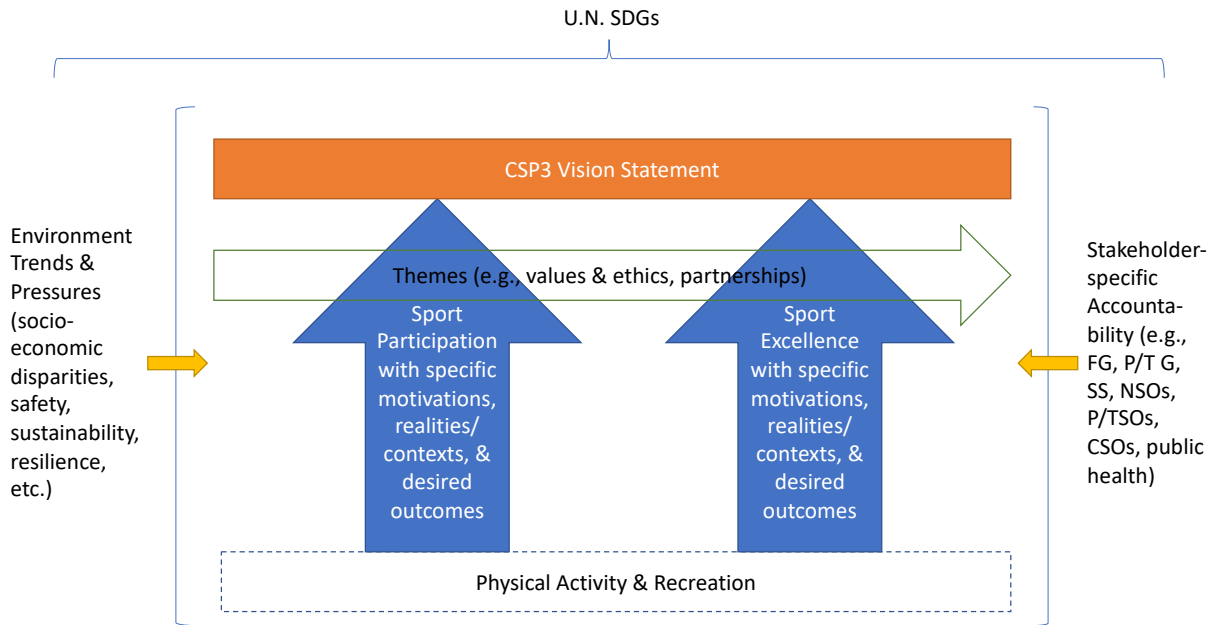 U.N. SDGs
CSP3 Vision Statement
Environment
Trends &
Pressures
(socio-
economic
disparities,
safety,
sustainability,
resilience,
etc.)
Themes (e.g., values & ethics, partnerships)
Sport
Participation
with specific
motivations,
realities/
contexts, &
desired
outcomes
Sport
Excellence
with specific
motivations,
realities/
contexts, &
desired
outcomes
Stakeholder-
specific
Accounta-
bility (e.g.,
FG, P/T G,
SS, NSOs,
P/TSOs,
CSOs, public
health)
Physical Activity & Recreation